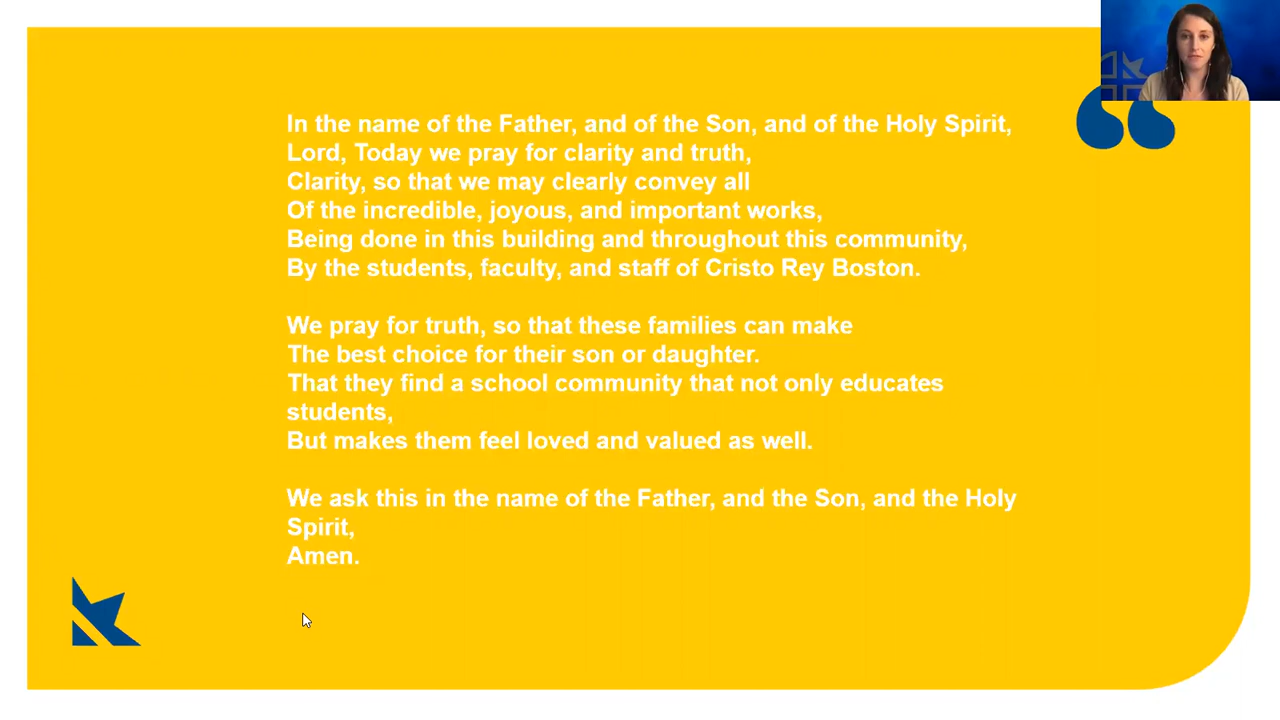 In the name of the Father, and of the Son, and of the Holy Spirit,
Lord, Today we pray for clarity and truth,
Clarity, so that we may clearly convey all
Of the incredible, joyous, and important works,
Being done in this building and throughout this community,
By the students, faculty, and staff of Cristo Rey Boston.
We pray for truth, so that these families can make
The best choice for their son or daughter.
That they find a school community that not only educates
students,
But makes them feel loved and valued as well.
We ask this in the name of the Father, and the Son, and the Holy
Spirit,
Amen.